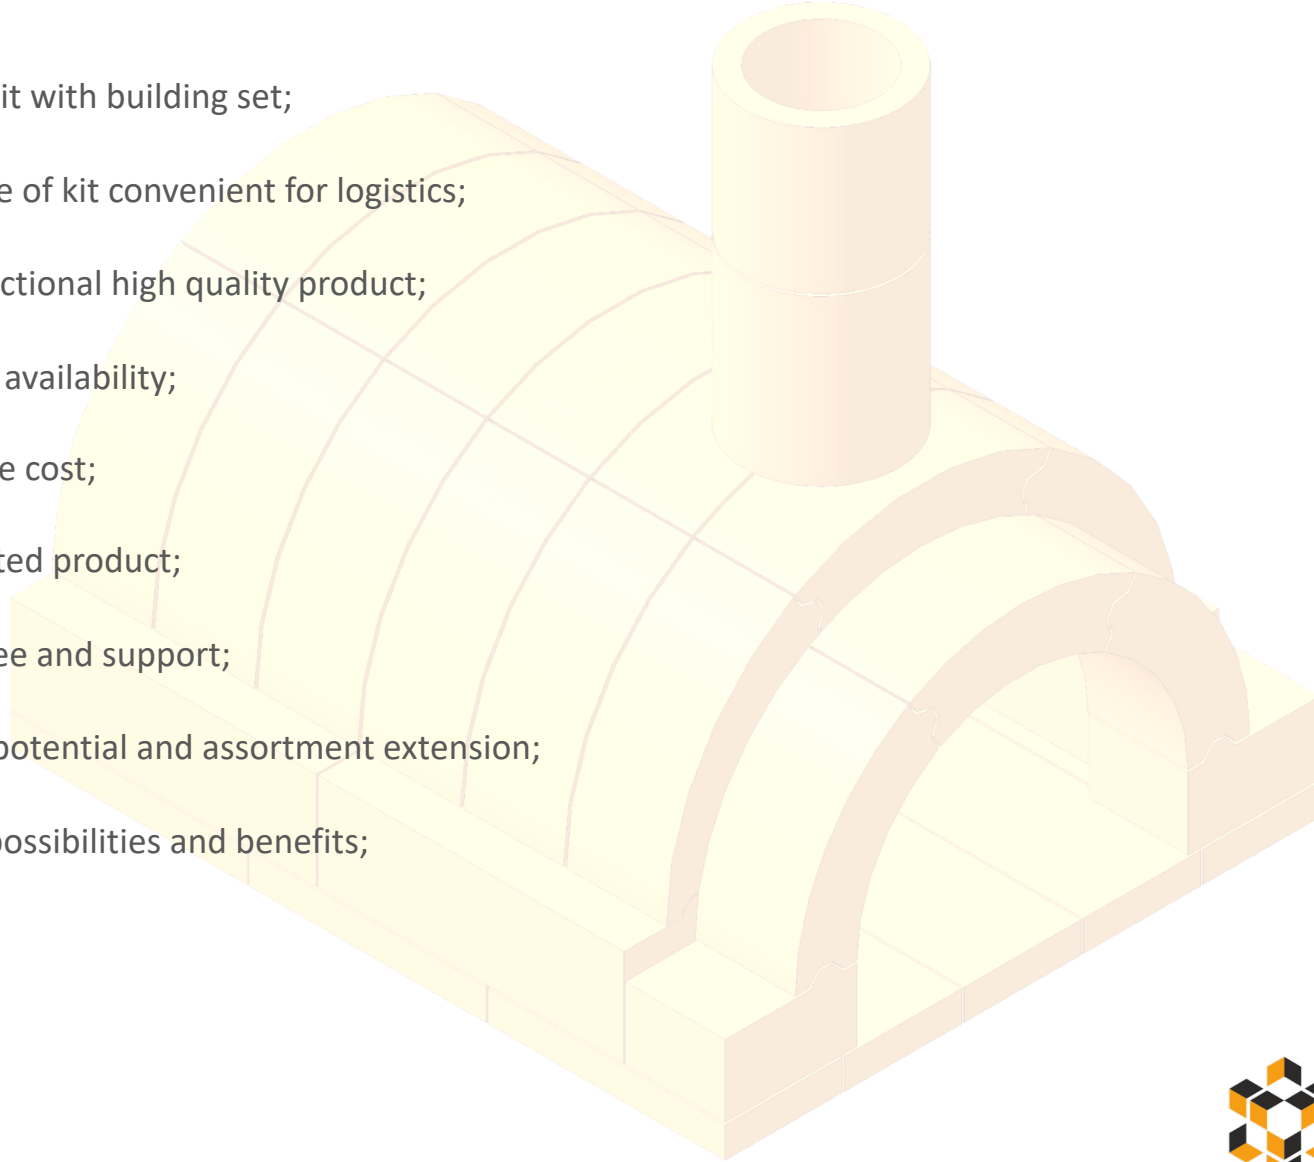 it with building set;
e of kit convenient for logistics;
ctional high quality product;
availability;
e cost;
ted product;
ee and support;
potential and assortment extension;
possibilities and benefits;